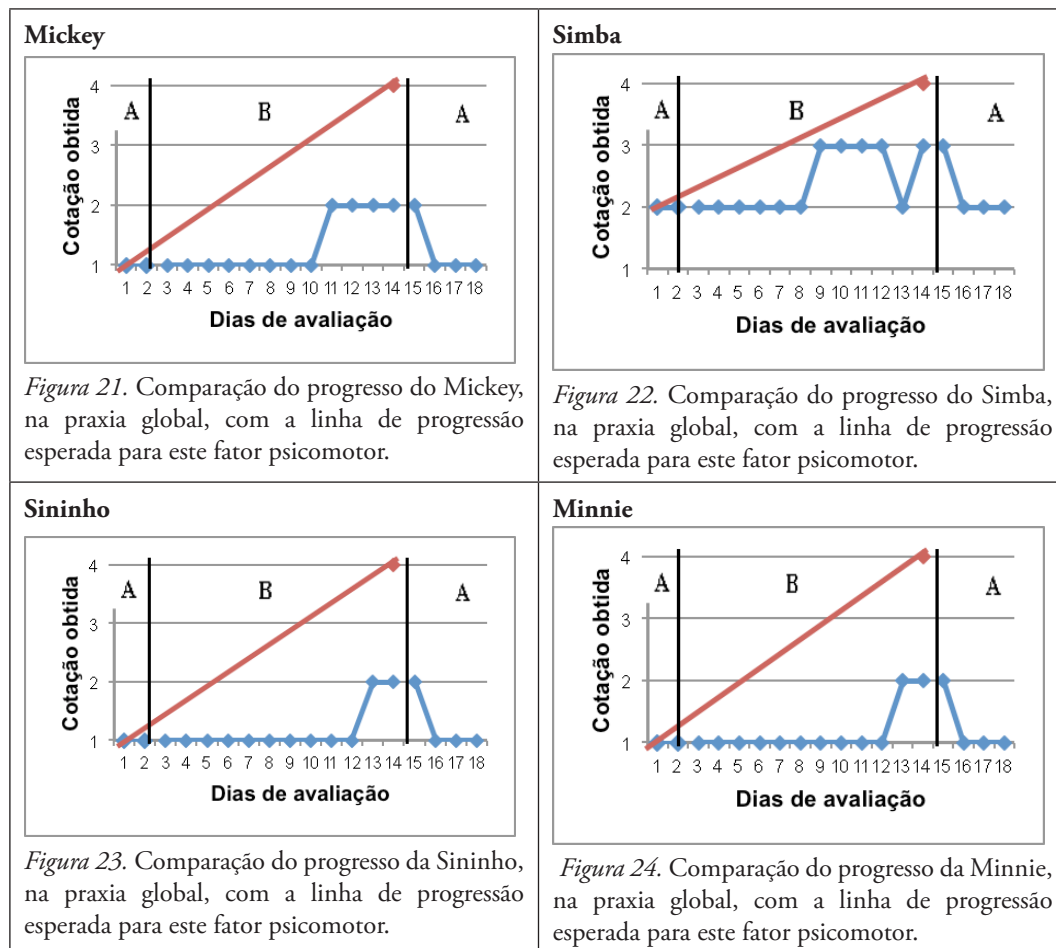 Mickey
4
3
2
1
A
B
A
Cotação obtida
1 2 3 4 5 6 7 8 9 10 11 12 13 14 15 16 17 18
Dias de avaliação
Figura 21. Comparação do progresso do Mickey,
na praxia global, com a linha de progressão
esperada para este fator psicomotor.
Simba
4
3
2
1
A
B
A
Cotação obtida
1 2 3 4 5 6 7 8 9 10 11 12 13 14 15 16 17 18
Dias de avaliação
Figura 22. Comparação do progresso do Simba,
na praxia global, com a linha de progressão
esperada para este fator psicomotor.
Sininho
4
3
2
1
A
B
A
Cotação obtida
1 2 3 4 5 6 7 8 9 10 11 12 13 14 15 16 17 18
Dias de avaliação
Figura 23. Comparação do progresso da Sininho,
na praxia global, com a linha de progressão
esperada para este fator psicomotor.
Minnie
4
3
2
1
A
B
A
Cotação obtida
1 2 3 4 5 6 7 8 9 10 11 12 13 14 15 16 17 18
Dias de avaliação
Figura 24. Comparação do progresso da Minnie,
na praxia global, com a linha de progressão
esperada para este fator psicomotor.